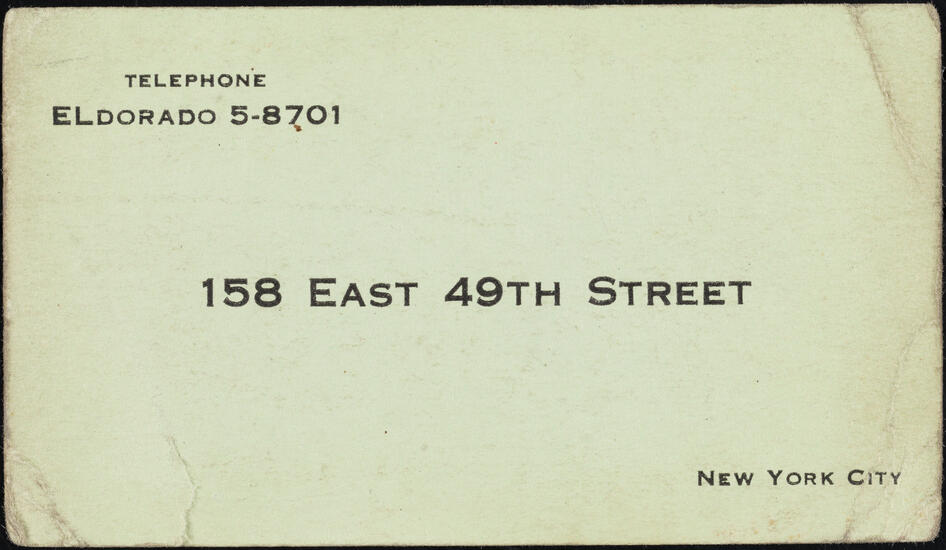 TELEPHONE
ELDORADO 5-8701
158 EAST 49TH STREET
NEW YORK CITY